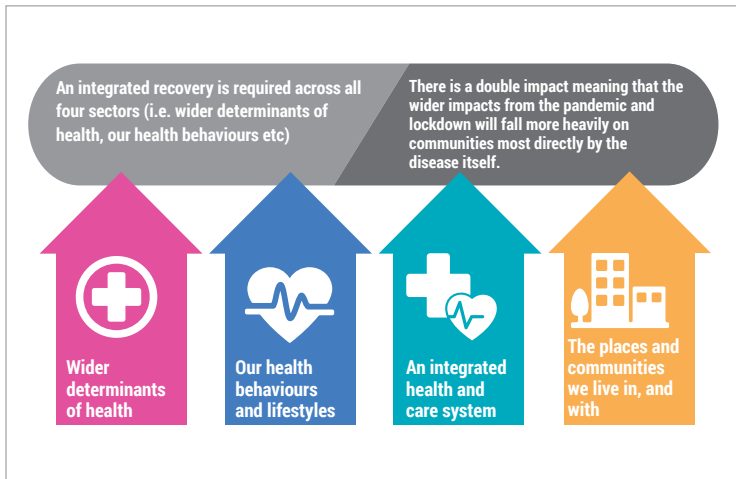 An integrated recovery is required across all
four sectors (i.e. wider determinants of
health, our health behaviours etc)
There is a double impact meaning that the
wider impacts from the pandemic and
lockdown will fall more heavily on
communities most directly by the
disease itself.
Wider
determinants
of health
Our health
behaviours
and lifestyles
An integrated
health and
care system
The places and
communities
we live in, and
with